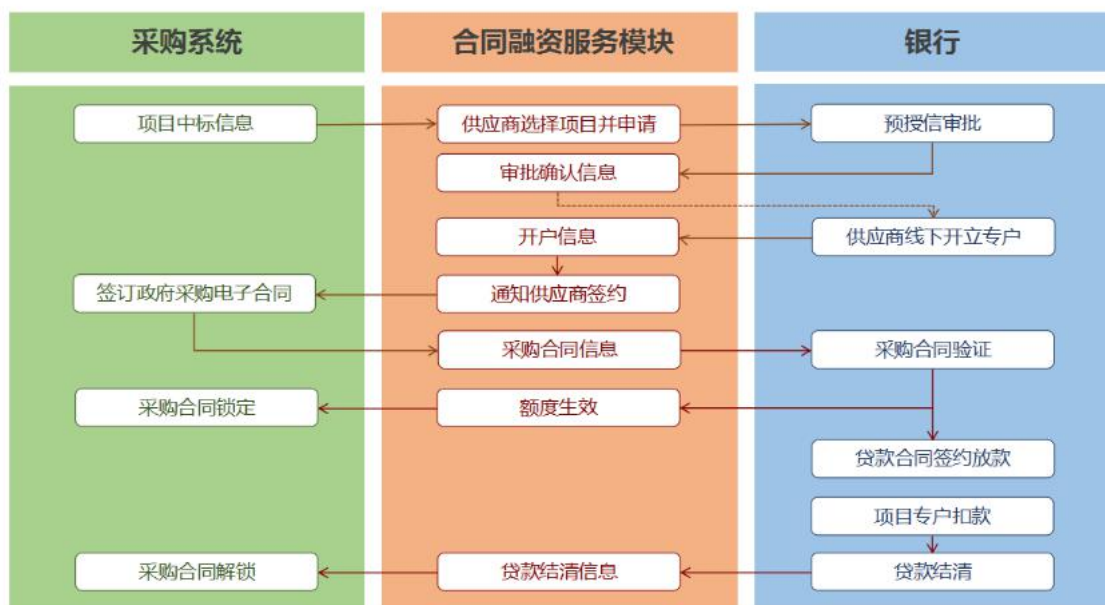 采购系统
合同融资服务模块
银行
项目中标信息
供应商选择项目并申请
预授信审批
审批确认信息
开户信息
供应商线下开立专户
签订政府采购电子合同
通知供应商签约
采购合同信息
采购合同验证
采购合同锁定
额度生效
贷款合同签约放款
项目专户扣款
采购合同解锁
贷款结清信息
贷款结清